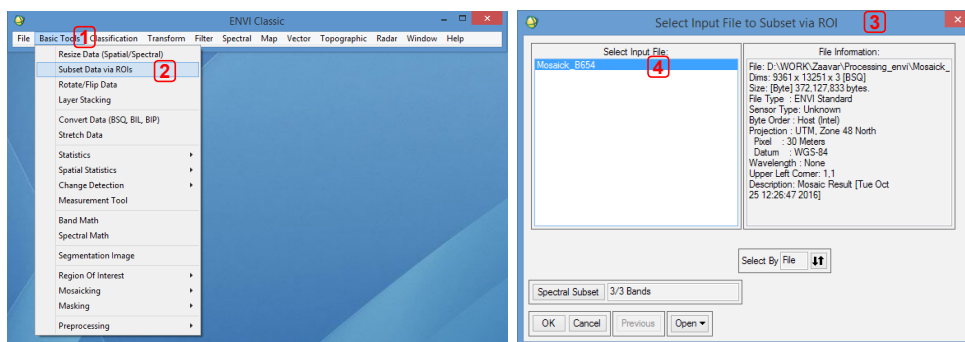 ENVI Classic
File Basic Tools Classification Transform Filter Spectral Map Vector Topographic Radar Window Help
1
Resize Data (Spatial/Spectral)
Subset Data via ROIs
2
Rotate/Flip Data
Layer Stacking
Convert Data (BSQ, BIL, BIP)
Stretch Data
Statistics
Spatial Statistics
Change Detection
Measurement Tool
Band Math
Spectral Math
Segmentation Image
Region Of Interest
Mosaicking
Masking
Preprocessing
Select Input File to Subset via ROI
3
Select Input File:
Mosaick_B654
4
File Information:
File: D:\WORK\Zaavar\Processing_envi\Mosaick_
Dims: 9361 x 13251 x 3 [BSQ]
Size: [Byte] 372,127,833 bytes.
File Type : ENVI Standard
Sensor Type: Unknown
Byte Order : Host (Intel)
Projection : UTM, Zone 48 North
Pixel : 30 Meters
Datum : WGS-84
Wavelength : None
Upper Left Corner: 1,1
Description: Mosaic Result [Tue Oct
25 12:26:47 2016]
Select By File
Spectral Subset 3/3 Bands
OK Cancel Previous Open